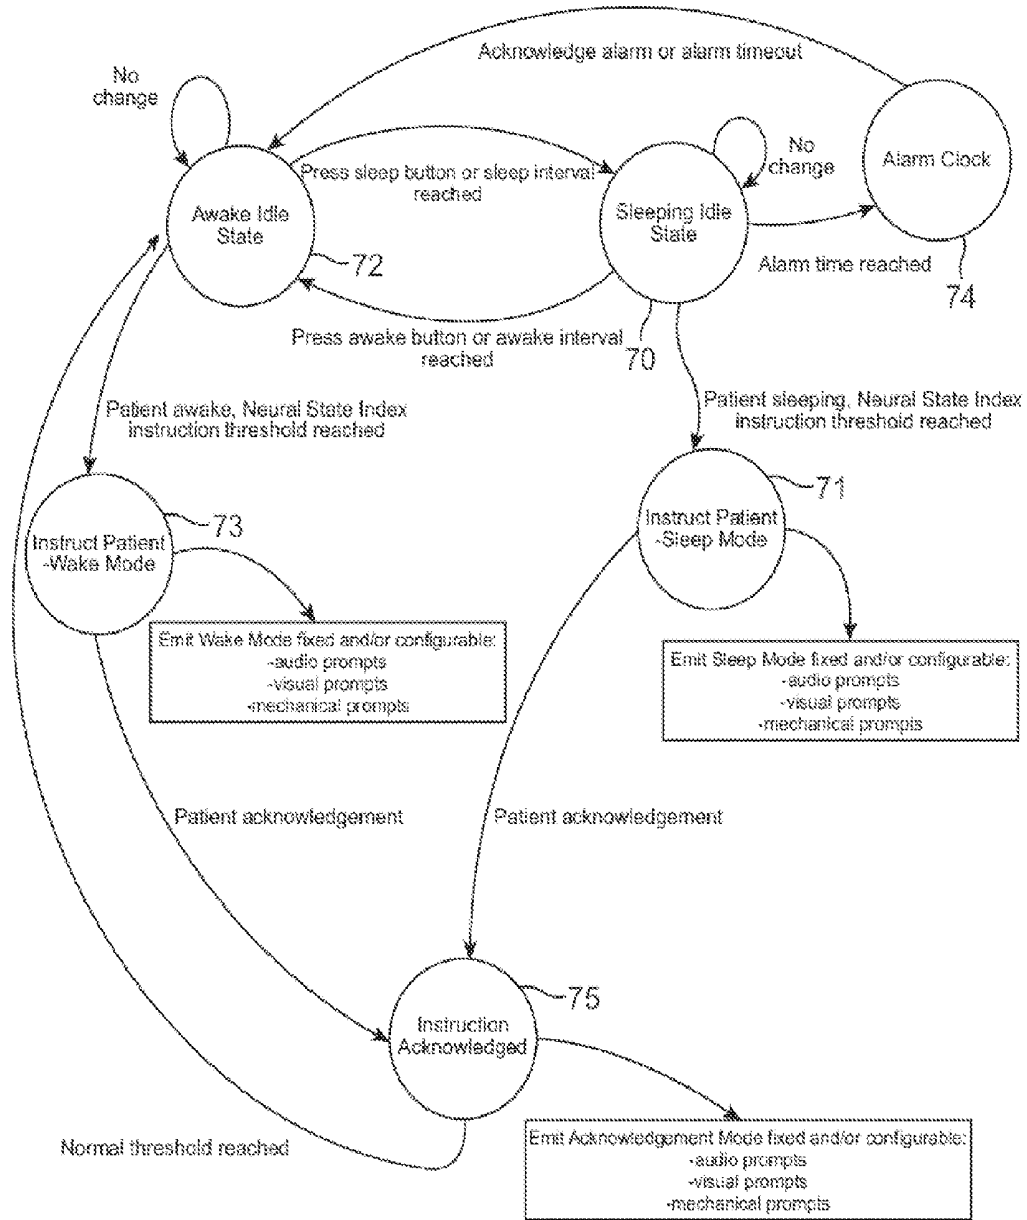 Acknowledge alarm or alarm timeout
No
change
No
change
Alarm Clock
Press sleep button or sleep interval
reached
Awake Idle
State
Sleeping Idle
State
72
Alarm time reached
74
Press awake button or awake interval
reached
70
Patient awake, Neural State Index
instruction threshold reached
Patient sleeping, Neural State Index
instruction threshold reached
73
71
Instruct Patient
-Wake Mode
Instruct Patient
-Sleep Mode
Emit Wake Mode fixed and/or configurable:
-audio prompts
-visual prompts
-mechanical prompts
Emit Sleep Mode fixed and/or configurable:
-audio prompts
-visual prompts
-mechanical prompts
Patient acknowledgement
Patient acknowledgement
75
Instruction
Acknowledged
Normal threshold reached
Emit Acknowledgement Mode fixed and/or configurable:
-audio prompts
-visual prompts
-mechanical prompts